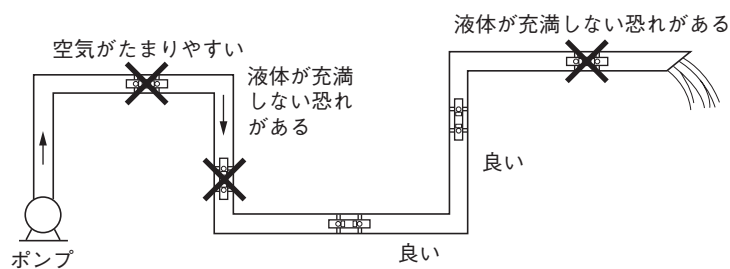 液体が充満しない恐れがある
空気がたまりやすい
液体が充満
しない恐れ
がある
良い
良い
ポンプ